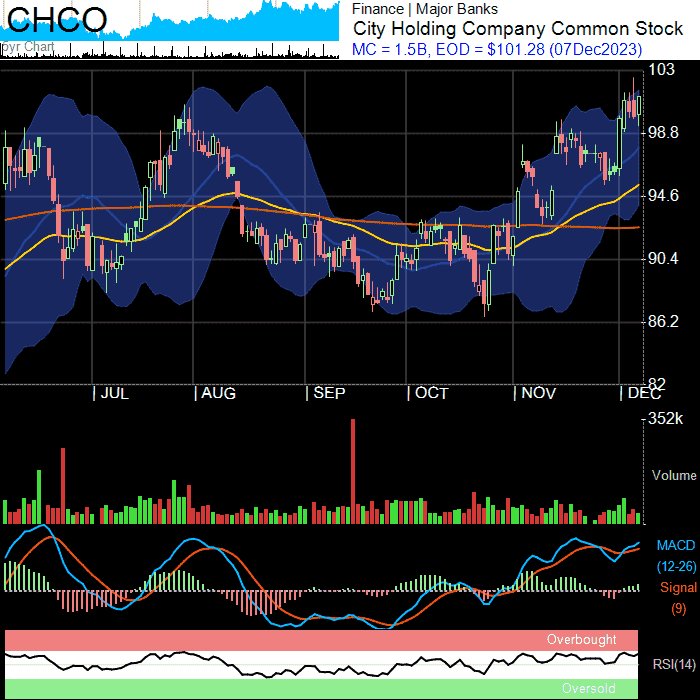 CHCO
5yr Chart
Finance | Major Banks
City Holding Company Common Stock
MC = 1.5B, EOD = $101.28 (07Dec2023)
103
98.8
94.6
90.4
86.2
82
| JUL | AUG | SEP | OCT | NOV | DEC
352k
Volume
MACD
(12-26)
Signal
(9)
Overbought
RSI(14)
Oversold